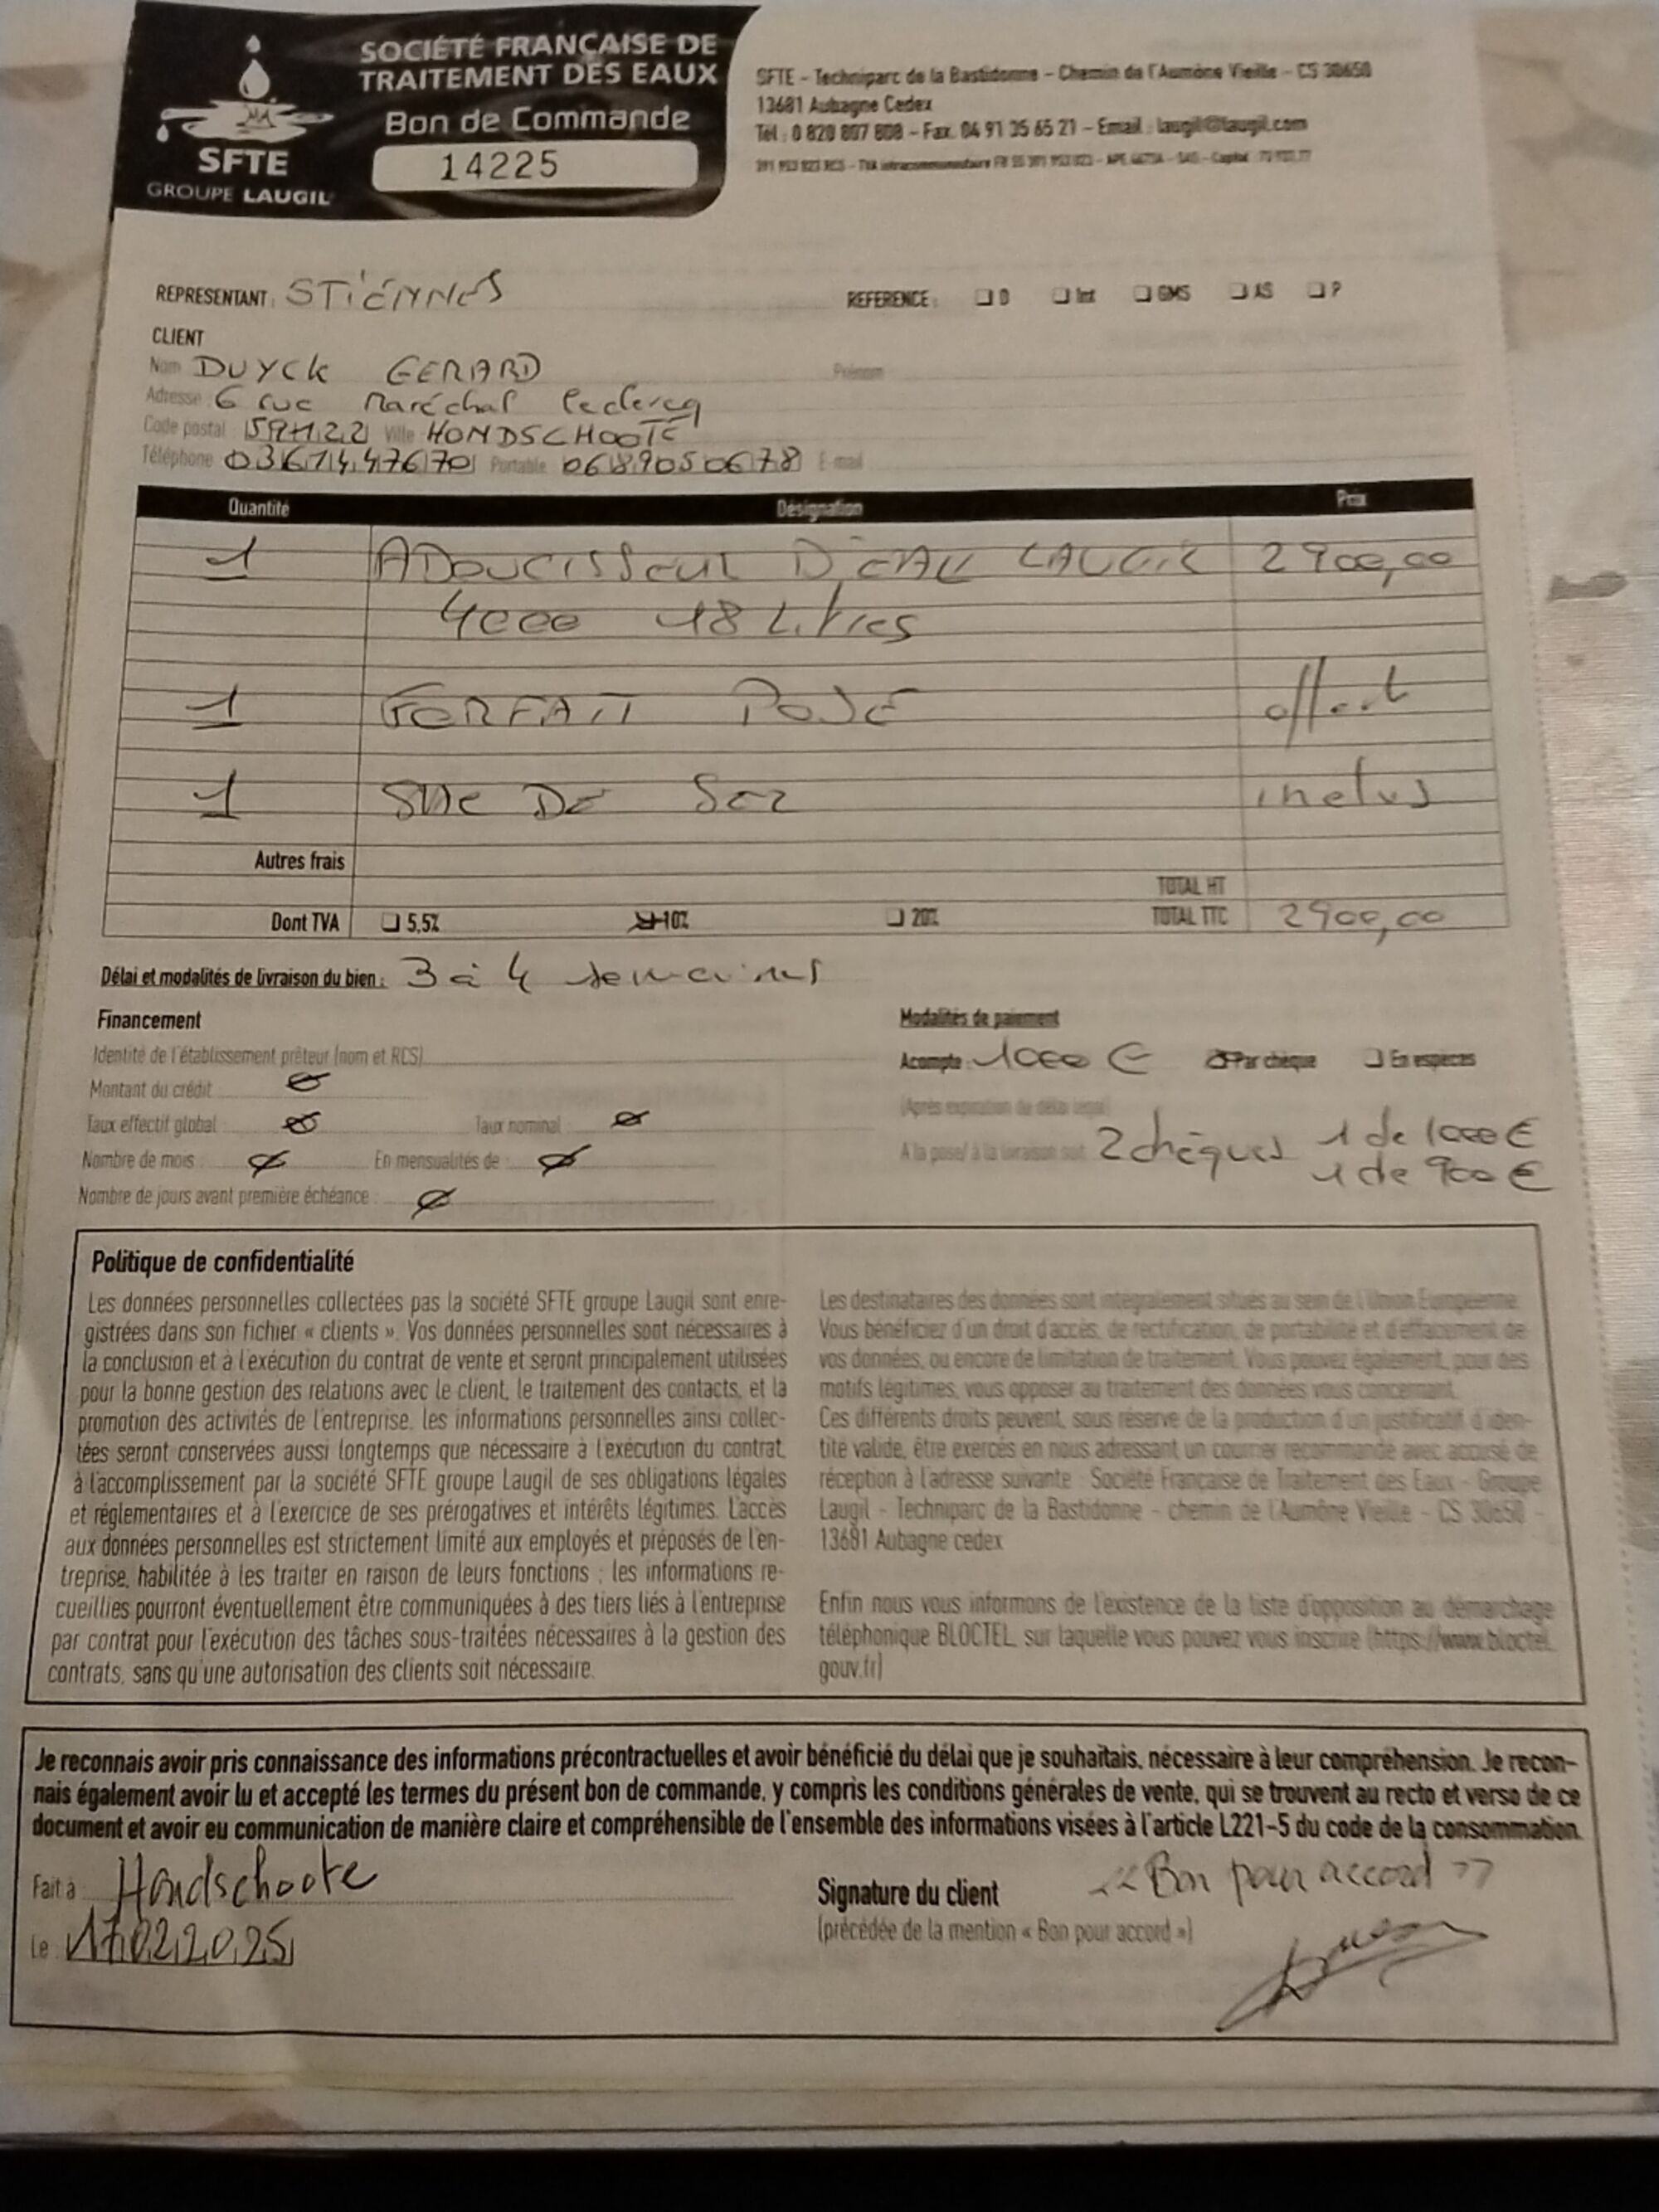 SOCIÉTÉ FRANÇAISE DE
TRAITEMENT DES EAUX
Bon de Commande
14225
SFTE
GROUPE LAUGIL
SFTE - Techniparc de la Bastidonne - Chemin de l'Aumône Vieille - CS 30650
13681 Aubagne Cedex
Tél : 0 820 807 808 - Fax. 04 91 35 65 21 - Email : laugil@laugil.com
391 953 823 RCS - TVA intracommunautaire FR 55 391 953 823 - APE - SAS - Capital
REPRESENTANT : STIÉNNES
REFERENCE : ❏ D ❏ Int ❏ GMS ❏ AS ❏ P
CLIENT
Nom DUYCK GERARD Prénom
Adresse 6 rue Maréchal Leclercq
Code postal 59122 Ville HONDSCHOOTE
Téléphone 0361447670 Portable 0689050678 E-mail
Quantité Désignation Prix
1 ADOUCISSEUR D'EAU LAUGIL 2900,00
4000 18 Litres
1 FORFAIT POSE offert
1 SAC DE SEL inclus
Autres frais
TOTAL HT
Dont TVA ❏ 5,5% ☒ 10% ❏ 20% TOTAL TTC 2900,00
Délai et modalités de livraison du bien : 3 à 4 semaines
Financement
Identité de l'établissement prêteur (nom et RCS)
Montant du crédit Ø
Taux effectif global : Ø Taux nominal Ø
Nombre de mois : Ø En mensualités de : Ø
Nombre de jours avant première échéance : Ø
Modalités de paiement
Acompte : 1000 € ☒ Par chèque ❏ En espèces
(Après expiration du délai légal)
A la pose/ à la livraison soit 2 chèques 1 de 1000 €
1 de 900 €
Politique de confidentialité
Les données personnelles collectées pas la société SFTE groupe Laugil sont enre-
gistrées dans son fichier « clients ». Vos données personnelles sont nécessaires à
la conclusion et à l'exécution du contrat de vente et seront principalement utilisées
pour la bonne gestion des relations avec le client, le traitement des contacts, et la
promotion des activités de l'entreprise. les informations personnelles ainsi collec-
tées seront conservées aussi longtemps que nécessaire à l'exécution du contrat,
à l'accomplissement par la société SFTE groupe Laugil de ses obligations légales
et réglementaires et à l'exercice de ses prérogatives et intérêts légitimes. L'accès
aux données personnelles est strictement limité aux employés et préposés de l'en-
treprise, habilitée à les traiter en raison de leurs fonctions ; les informations re-
cueillies pourront éventuellement être communiquées à des tiers liés à l'entreprise
par contrat pour l'exécution des tâches sous-traitées nécessaires à la gestion des
contrats, sans qu'une autorisation des clients soit nécessaire.
Les destinataires des données sont intégralement situés au sein de l'Union Européenne.
Vous bénéficiez d'un droit d'accès, de rectification, de portabilité et d'effacement de
vos données, ou encore de limitation de traitement. Vous pouvez également, pour des
motifs légitimes, vous opposer au traitement des données vous concernant.
Ces différents droits peuvent, sous réserve de la production d'un justificatif d'iden-
tité valide, être exercés en nous adressant un courrier recommandé avec accusé de
réception à l'adresse suivante : Société Française de Traitement des Eaux - Groupe
Laugil - Techniparc de la Bastidonne - chemin de l'Aumône Vieille - CS 30650 -
13681 Aubagne cedex
Enfin nous vous informons de l'existence de la liste d'opposition au démarchage
téléphonique BLOCTEL, sur laquelle vous pouvez vous inscrire (https://www.bloctel.
gouv.fr)
Je reconnais avoir pris connaissance des informations précontractuelles et avoir bénéficié du délai que je souhaitais, nécessaire à leur compréhension. Je recon-
nais également avoir lu et accepté les termes du présent bon de commande, y compris les conditions générales de vente, qui se trouvent au recto et verso de ce
document et avoir eu communication de manière claire et compréhensible de l'ensemble des informations visées à l'article L221-5 du code de la consommation.
Fait à Hondschoote
Le 17022025
Signature du client « Bon pour accord »
(précédée de la mention « Bon pour accord »)